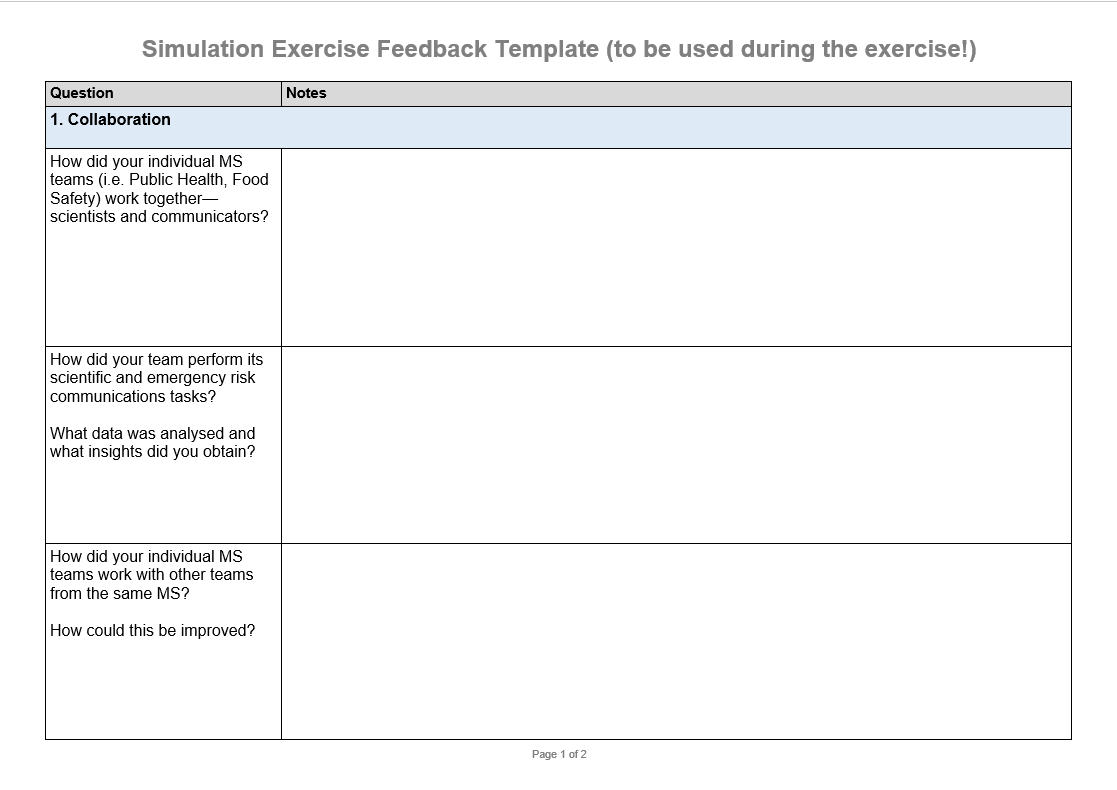 Simulation Exercise Feedback Template (to be used during the exercise!)
Question
Notes
1. Collaboration
How did your individual MS
teams (i.e. Public Health, Food
Safety) work together—
scientists and communicators?
How did your team perform its
scientific and emergency risk
communications tasks?
What data was analysed and
what insights did you obtain?
How did your individual MS
teams work with other teams
from the same MS?
How could this be improved?
Page 1 of 2